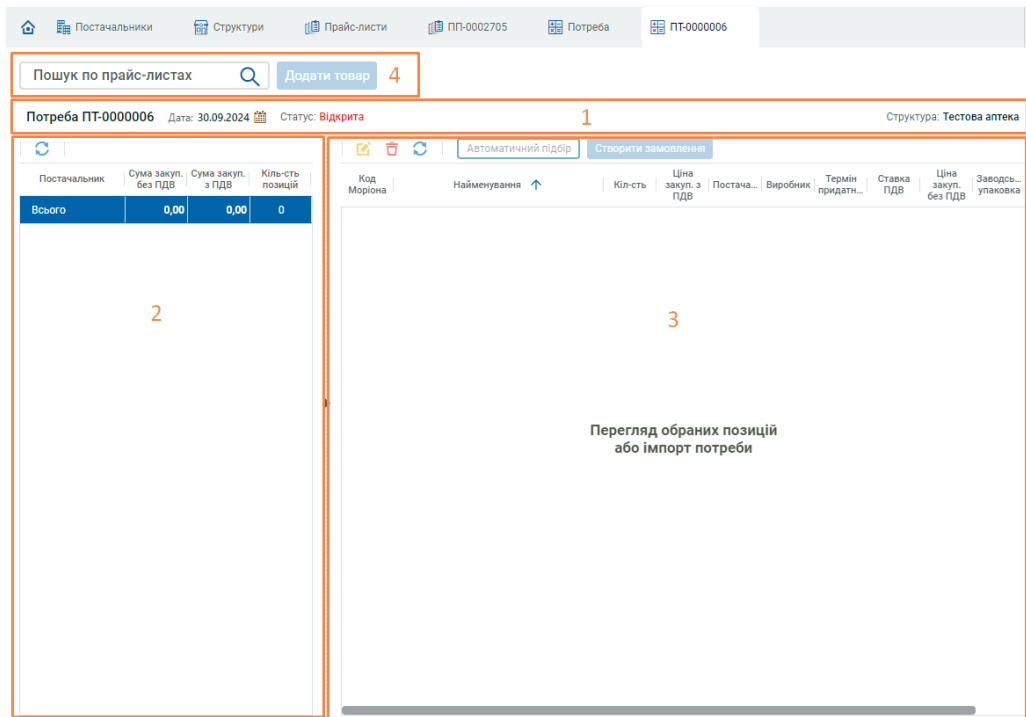 Постачальники Структури Прайс-листи ПП-0002705 Потреба ПТ-0000006
Пошук по прайс-листах Додати товар 4
Потреба ПТ-0000006 Дата: 30.09.2024 Статус: Відкрита 1 Структура: Тестова аптека
Автоматичний підбір Створити замовлення
Постачальник Сума закуп. без ПДВ Сума закуп. з ПДВ Кіль-сть позицій
Код Моріона Найменування Кіл-сть Ціна закуп. з ПДВ Постача... Виробник Термін придатн... Ставка ПДВ Ціна закуп. без ПДВ Заводсь... упаковка
Всього 0,00 0,00 0
2
3
Перегляд обраних позицій
або імпорт потреби